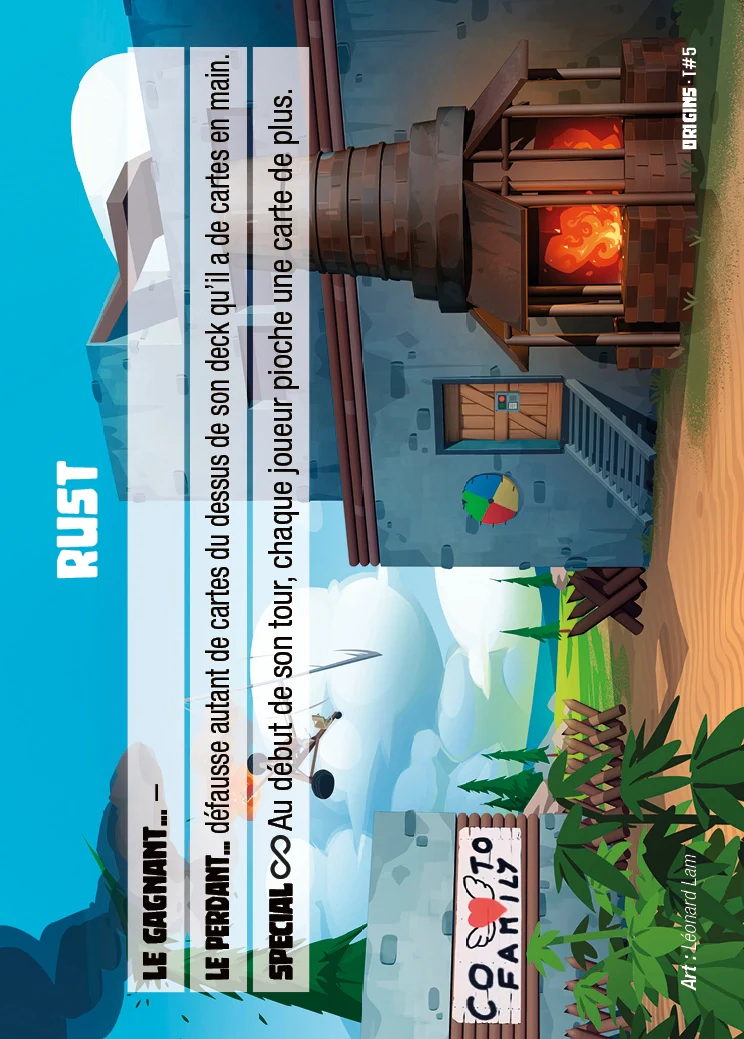 RUST
LE GAGNANT... –
LE PERDANT... défausse autant de cartes du dessus de son deck qu'il a de cartes en main.
SPECIAL ∞ Au début de son tour, chaque joueur pioche une carte de plus.
CO TO
FAMILY
Art : Léonard Lam
ORIGINS · T#5